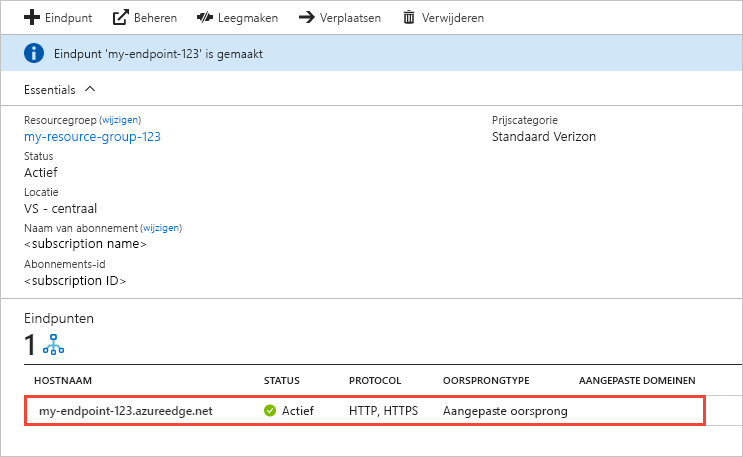 Eindpunt Beheren Leegmaken Verplaatsen Verwijderen
Eindpunt 'my-endpoint-123' is gemaakt
Essentials
Resourcegroep (wijzigen) Prijscategorie
my-resource-group-123 Standaard Verizon
Status
Actief
Locatie
VS - centraal
Naam van abonnement (wijzigen)
<subscription name>
Abonnements-id
<subscription ID>
Eindpunten
1
HOSTNAAM STATUS PROTOCOL OORSPRONGTYPE AANGEPASTE DOMEINEN
my-endpoint-123.azureedge.net Actief HTTP, HTTPS Aangepaste oorsprong